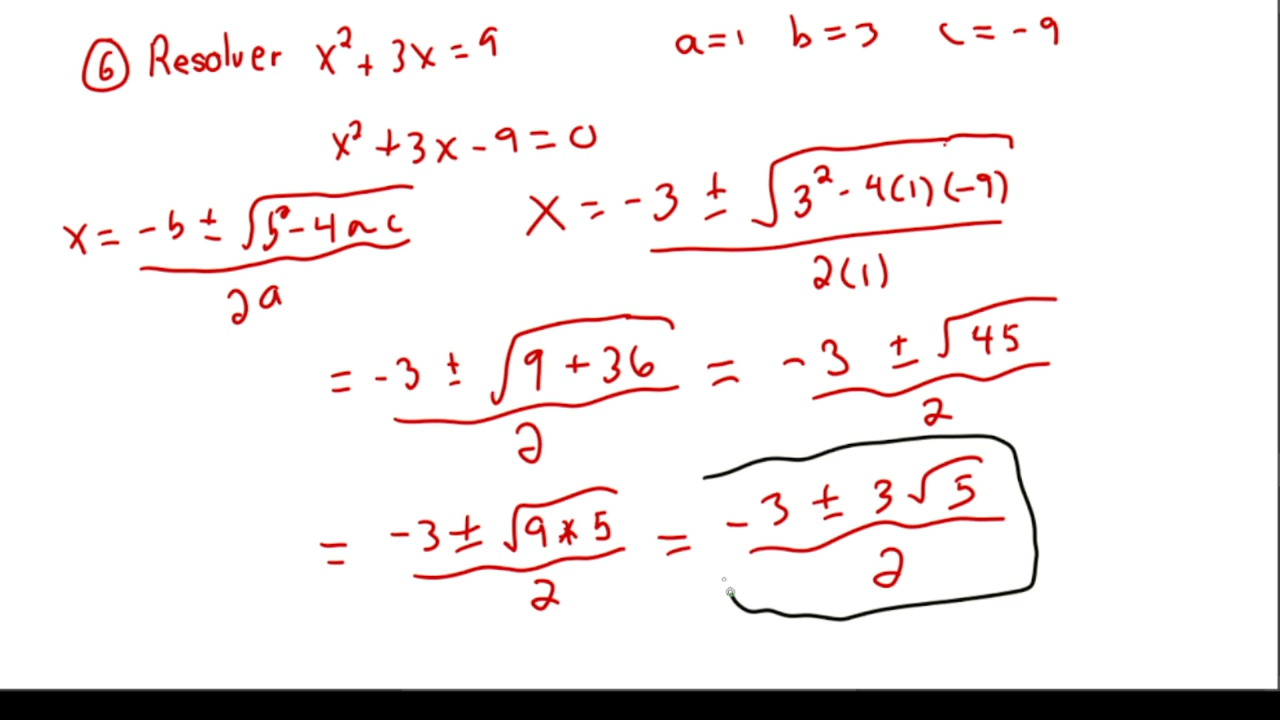 ⑥ Resolver x² + 3x = 9 a = 1 b = 3 c = -9
x² + 3x - 9 = 0
x = (-b ± √(b² - 4ac)) / 2a x = (-3 ± √(3² - 4(1)(-9))) / 2(1)
= (-3 ± √(9 + 36)) / 2 = (-3 ± √45) / 2
= (-3 ± √(9 * 5)) / 2 = (-3 ± 3√5) / 2